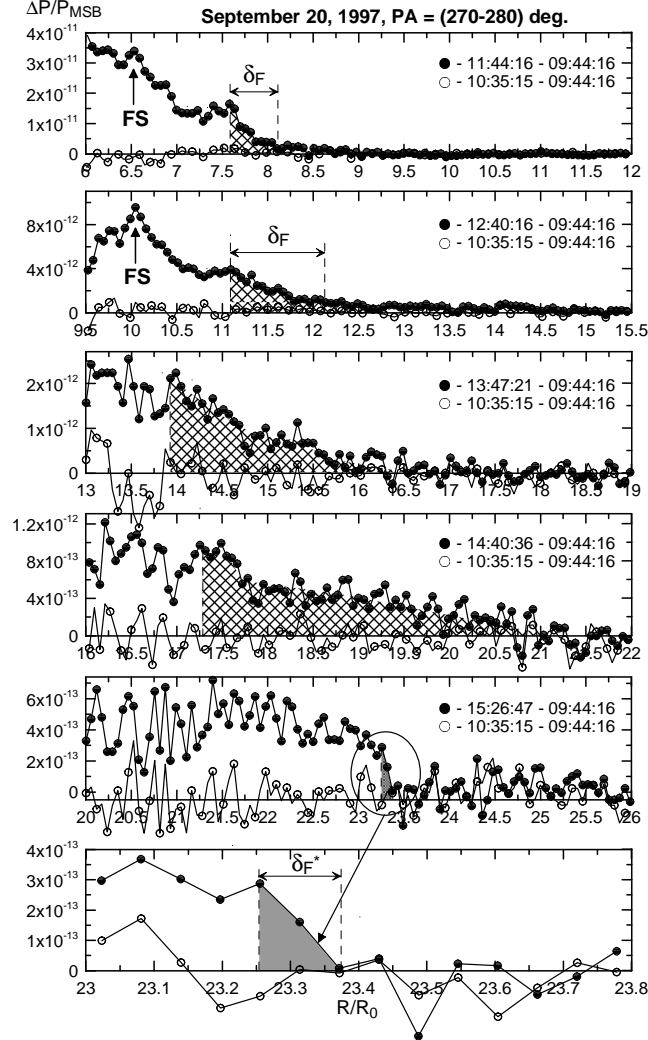 ΔP/P_MSB
September 20, 1997, PA = (270-280) deg.
4x10⁻¹¹
3x10⁻¹¹
2x10⁻¹¹
1x10⁻¹¹
0
FS
δ_F
● - 11:44:16 - 09:44:16
○ - 10:35:15 - 09:44:16
6 6.5 7 7.5 8 8.5 9 9.5 10 10.5 11 11.5 12
8x10⁻¹²
4x10⁻¹²
0
FS
δ_F
● - 12:40:16 - 09:44:16
○ - 10:35:15 - 09:44:16
9.5 10 10.5 11 11.5 12 12.5 13 13.5 14 14.5 15 15.5
2x10⁻¹²
1x10⁻¹²
0
● - 13:47:21 - 09:44:16
○ - 10:35:15 - 09:44:16
13 13.5 14 14.5 15 15.5 16 16.5 17 17.5 18 18.5 19
1.2x10⁻¹²
8x10⁻¹³
4x10⁻¹³
0
● - 14:40:36 - 09:44:16
○ - 10:35:15 - 09:44:16
16 16.5 17 17.5 18 18.5 19 19.5 20 20.5 21 21.5 22
6x10⁻¹³
4x10⁻¹³
2x10⁻¹³
0
● - 15:26:47 - 09:44:16
○ - 10:35:15 - 09:44:16
20 20.5 21 21.5 22 22.5 23 23.5 24 24.5 25 25.5 26
4x10⁻¹³
3x10⁻¹³
2x10⁻¹³
1x10⁻¹³
0
δ_F*
23 23.1 23.2 23.3 23.4 23.5 23.6 23.7 23.8
R/R₀